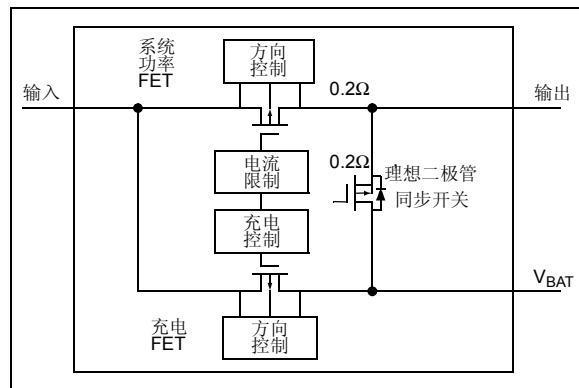 系统
功率
FET
方向
控制
输入
0.2Ω
输出
电流
限制
0.2Ω
理想二极管
同步开关
充电
控制
VBAT
充电
FET
方向
控制